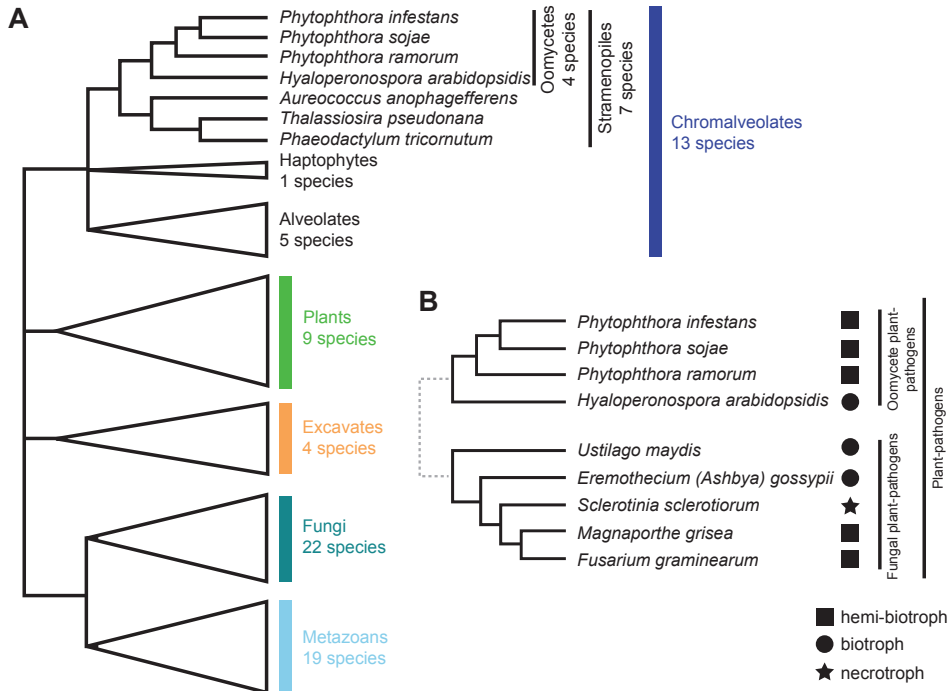 A
Phytophthora infestans
Phytophthora sojae
Phytophthora ramorum
Hyaloperonospora arabidopsidis
Aureococcus anophagefferens
Thalassiosira pseudonana
Phaeodactylum tricornutum
Oomycetes
4 species
Stramenopiles
7 species
Chromalveolates
13 species
Haptophytes
1 species
Alveolates
5 species
Plants
9 species
Excavates
4 species
Fungi
22 species
Metazoans
19 species
B
Phytophthora infestans
Phytophthora sojae
Phytophthora ramorum
Hyaloperonospora arabidopsidis
Ustilago maydis
Eremothecium (Ashbya) gossypii
Sclerotinia sclerotiorum
Magnaporthe grisea
Fusarium graminearum
Oomycete plant-
pathogens
Fungal plant-pathogens
Plant-pathogens
hemi-biotroph
biotroph
necrotroph